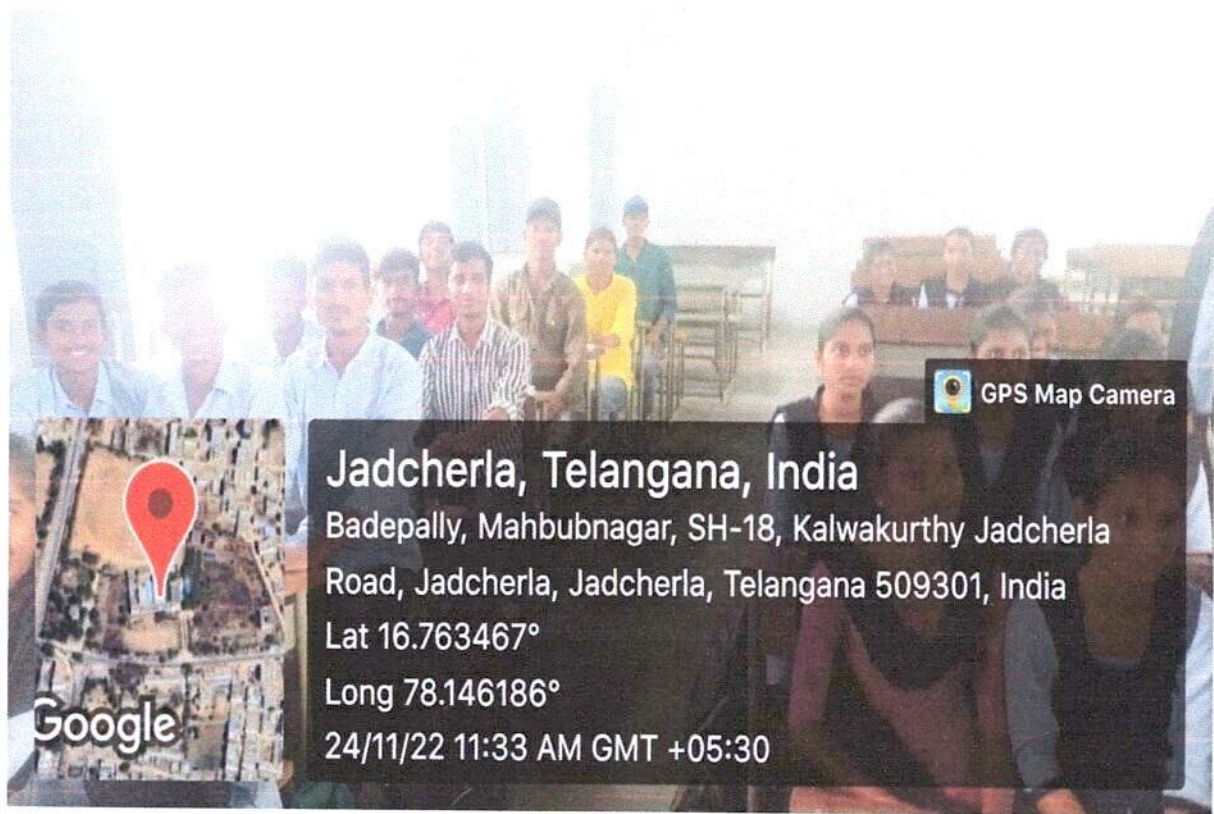 GPS Map Camera
Jadcherla, Telangana, India
Badepally, Mahbubnagar, SH-18, Kalwakurthy Jadcherla
Road, Jadcherla, Jadcherla, Telangana 509301, India
Lat 16.763467°
Long 78.146186°
24/11/22 11:33 AM GMT +05:30
Google